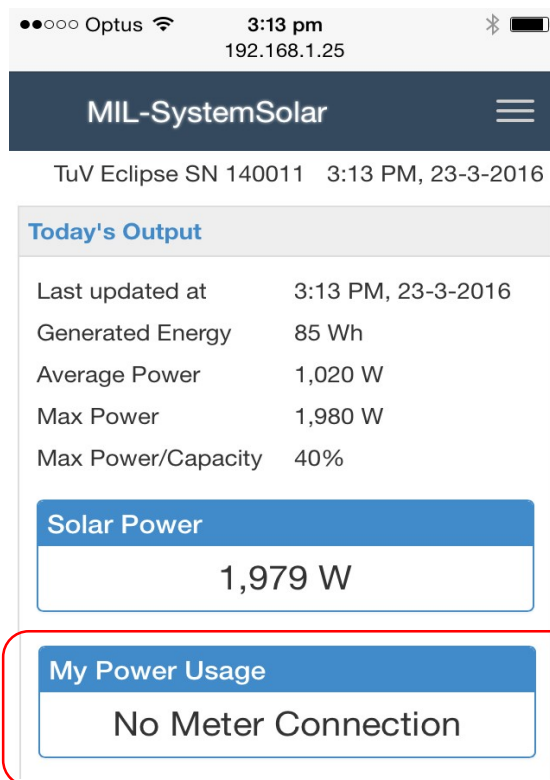 Optus 3:13 pm
192.168.1.25
MIL-SystemSolar
TuV Eclipse SN 140011 3:13 PM, 23-3-2016
Today's Output
Last updated at 3:13 PM, 23-3-2016
Generated Energy 85 Wh
Average Power 1,020 W
Max Power 1,980 W
Max Power/Capacity 40%
Solar Power
1,979 W
My Power Usage
No Meter Connection